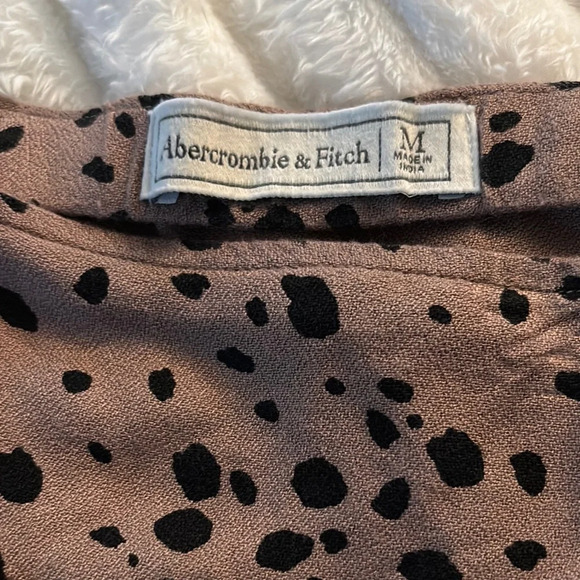 Abercrombie & Fitch
M
MADE IN
INDIA